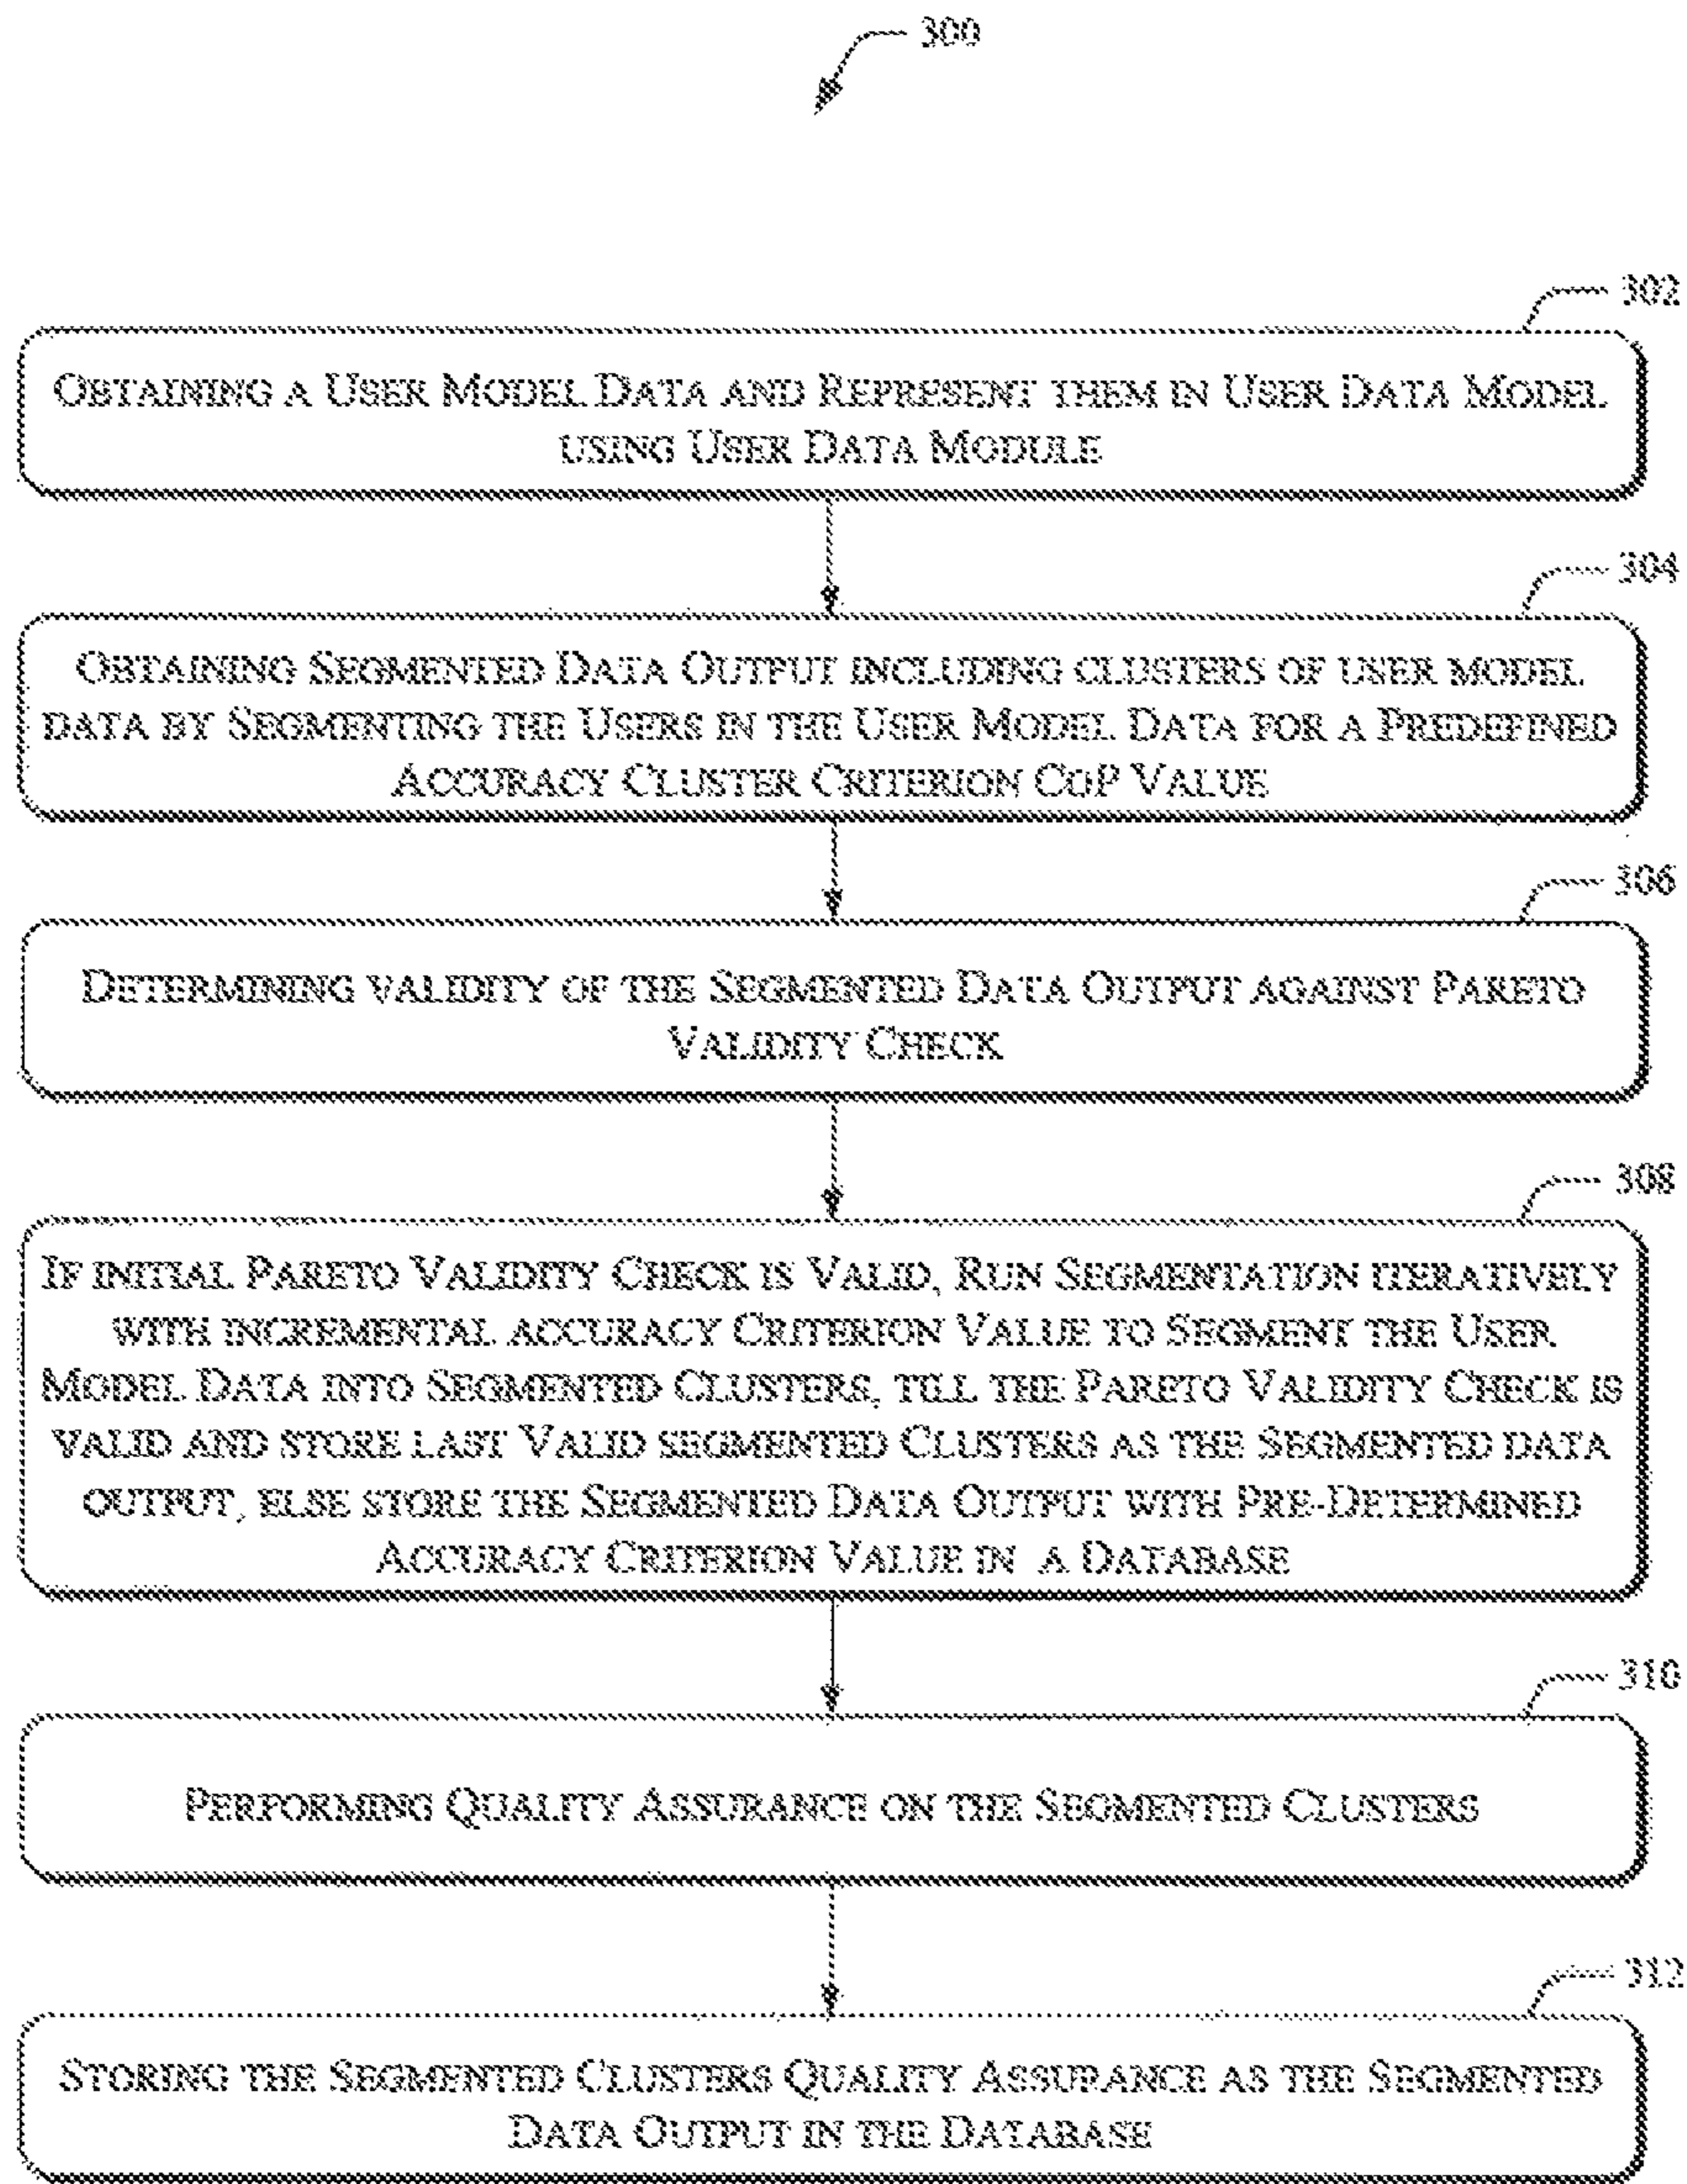 300
302
OBTAINING A USER MODEL DATA AND REPRESENT THEM IN USER DATA MODEL
USING USER DATA MODULE
304
OBTAINING SEGMENTED DATA OUTPUT INCLUDING CLUSTERS OF USER MODEL
DATA BY SEGMENTING THE USERS IN THE USER MODEL DATA FOR A PREDEFINED
ACCURACY CLUSTER CRITERION COP VALUE
306
DETERMINING VALIDITY OF THE SEGMENTED DATA OUTPUT AGAINST PARETO
VALIDITY CHECK
308
IF INITIAL PARETO VALIDITY CHECK IS VALID, RUN SEGMENTATION ITERATIVELY
WITH INCREMENTAL ACCURACY CRITERION VALUE TO SEGMENT THE USER
MODEL DATA INTO SEGMENTED CLUSTERS, TILL THE PARETO VALIDITY CHECK IS
VALID AND STORE LAST VALID SEGMENTED CLUSTERS AS THE SEGMENTED DATA
OUTPUT, ELSE STORE THE SEGMENTED DATA OUTPUT WITH PRE-DETERMINED
ACCURACY CRITERION VALUE IN A DATABASE
310
PERFORMING QUALITY ASSURANCE ON THE SEGMENTED CLUSTERS
312
STORING THE SEGMENTED CLUSTERS QUALITY ASSURANCE AS THE SEGMENTED
DATA OUTPUT IN THE DATABASE